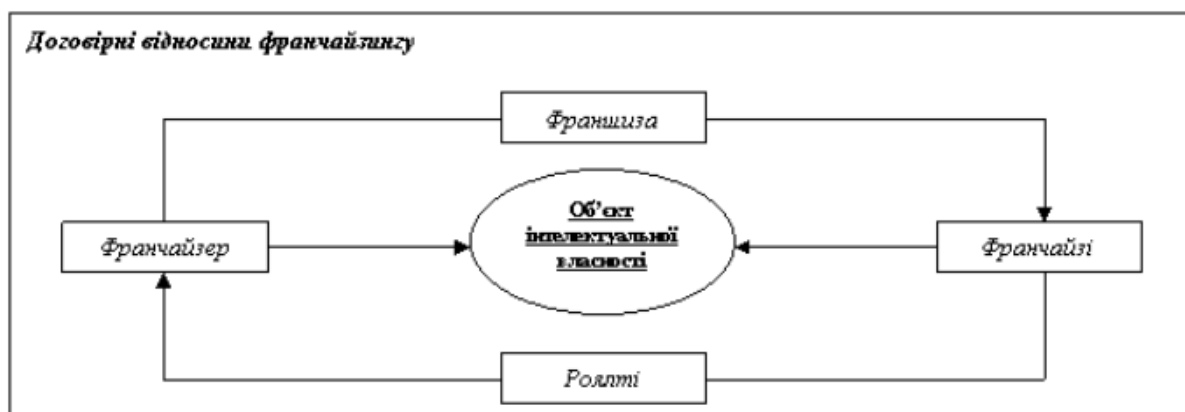 Договірні відносини франчайзингу
Франшиза
Об’єкт
інтелектуальної
власності
Франчайзер
Франчайзі
Роялті